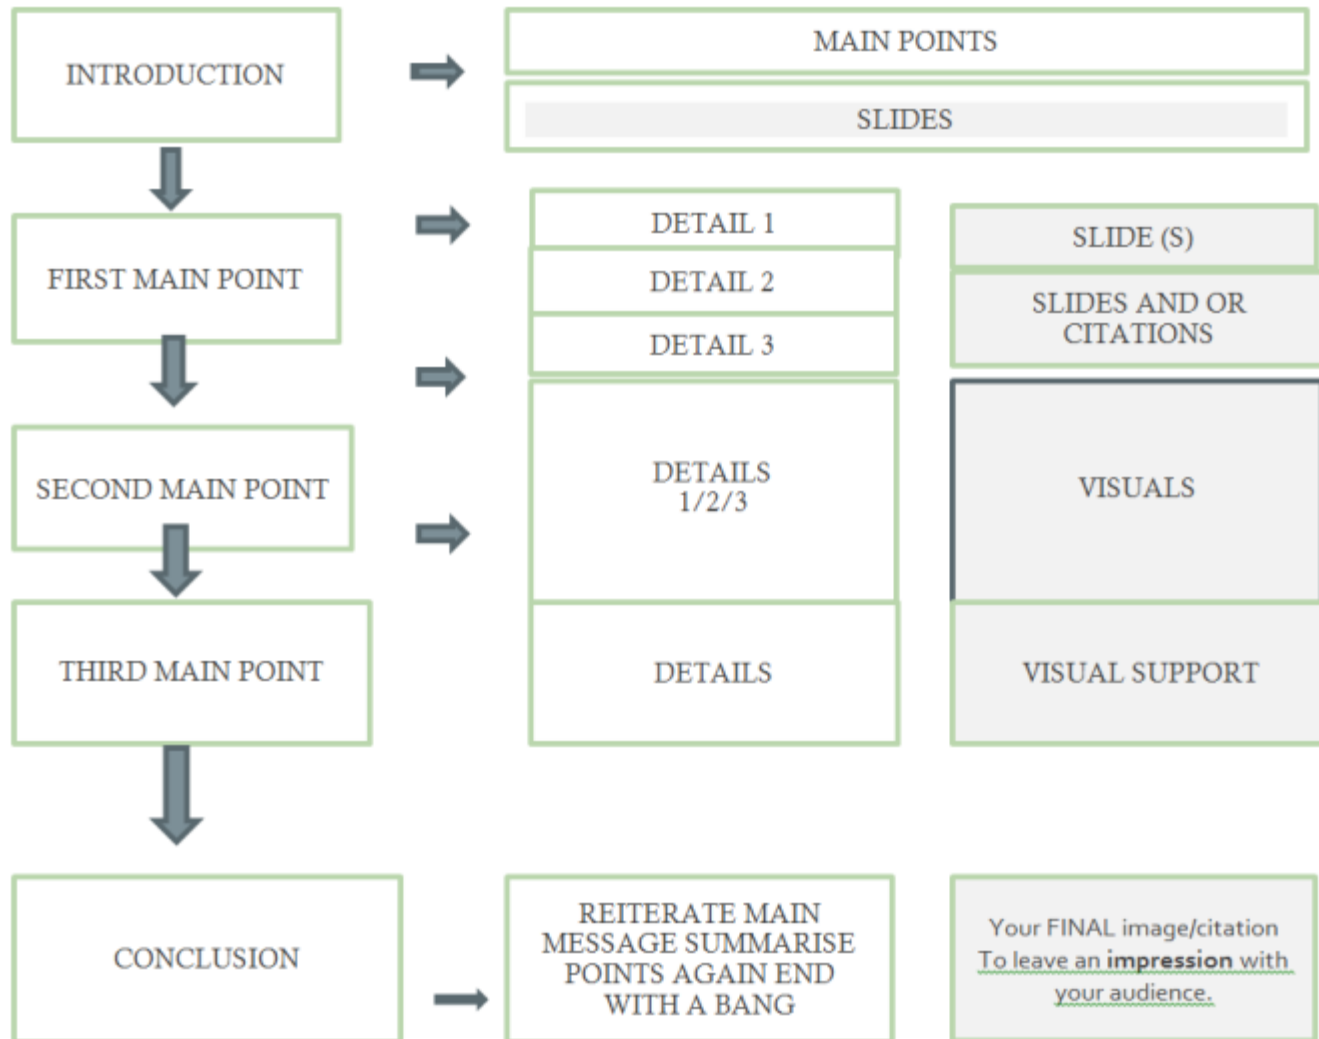 INTRODUCTION
MAIN POINTS
SLIDES
FIRST MAIN POINT
DETAIL 1
DETAIL 2
DETAIL 3
SLIDE (S)
SLIDES AND OR
CITATIONS
SECOND MAIN POINT
DETAILS
1/2/3
VISUALS
THIRD MAIN POINT
DETAILS
VISUAL SUPPORT
CONCLUSION
REITERATE MAIN
MESSAGE SUMMARISE
POINTS AGAIN END
WITH A BANG
Your FINAL image/citation
To leave an impression with
your audience.